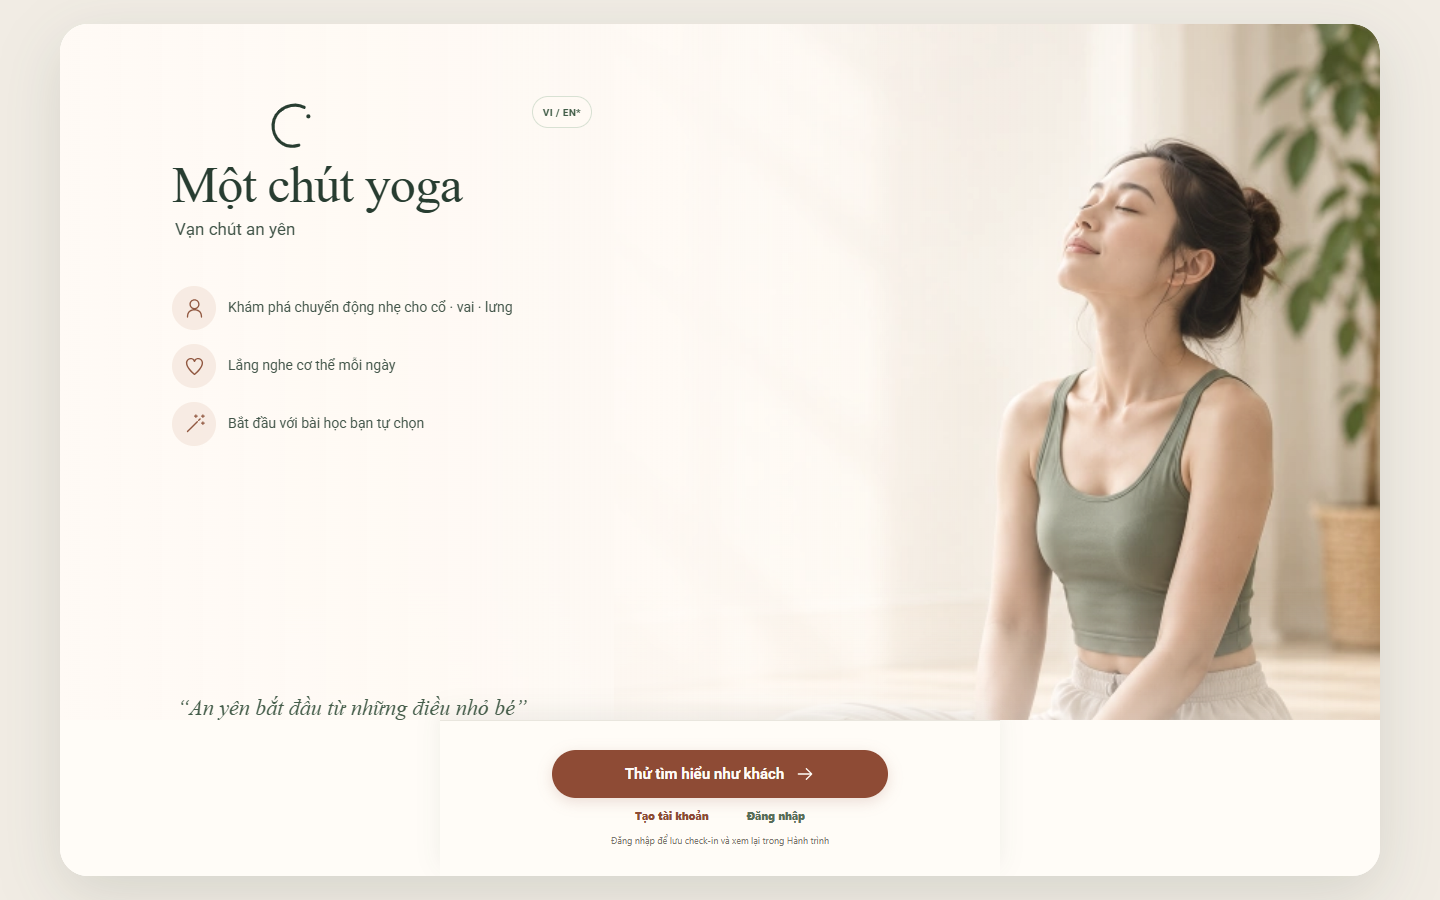 VI / EN*
Một chút yoga
Vạn chút an yên
Khám phá chuyển động nhẹ cho cổ · vai · lưng
Lắng nghe cơ thể mỗi ngày
Bắt đầu với bài học bạn tự chọn
“An yên bắt đầu từ những điều nhỏ bé”
Thử tìm hiểu như khách →
Tạo tài khoản
Đăng nhập
Đăng nhập để lưu check-in và xem lại trong Hành trình